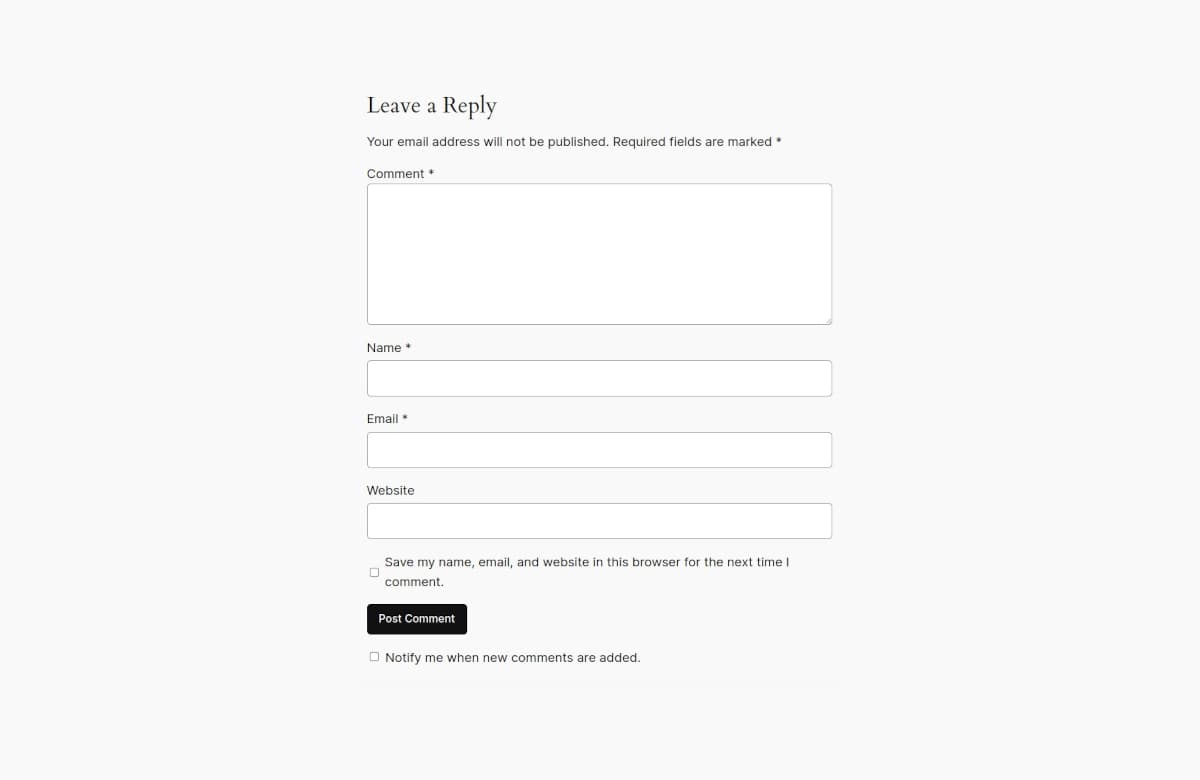 Leave a Reply
Your email address will not be published. Required fields are marked *
Comment *
Name *
Email *
Website
Save my name, email, and website in this browser for the next time I
comment.
Post Comment
Notify me when new comments are added.